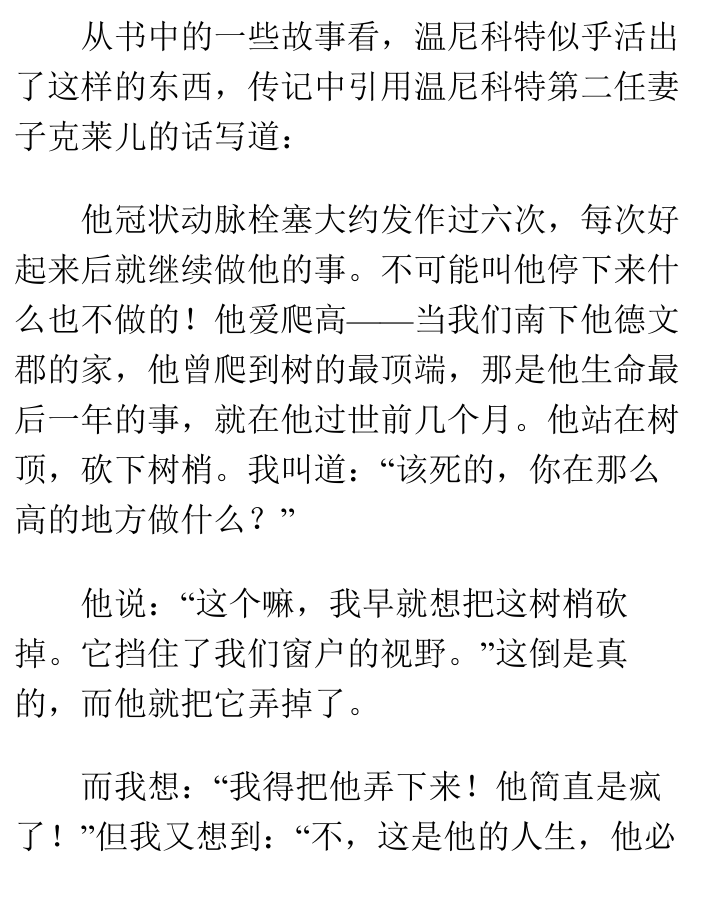 从书中的一些故事看，温尼科特似乎活出
了这样的东西，传记中引用温尼科特第二任妻
子克莱儿的话写道：
他冠状动脉栓塞大约发作过六次，每次好
起来后就继续做他的事。不可能叫他停下来什
么也不做的！他爱爬高——当我们南下他德文
郡的家，他曾爬到树的最顶端，那是他生命最
后一年的事，就在他过世前几个月。他站在树
顶，砍下树梢。我叫道：“该死的，你在那么
高的地方做什么？”
他说：“这个嘛，我早就想把这树梢砍
掉。它挡住了我们窗户的视野。”这倒是真
的，而他就把它弄掉了。
而我想：“我得把他弄下来！他简直是疯
了！”但我又想到：“不，这是他的人生，他必